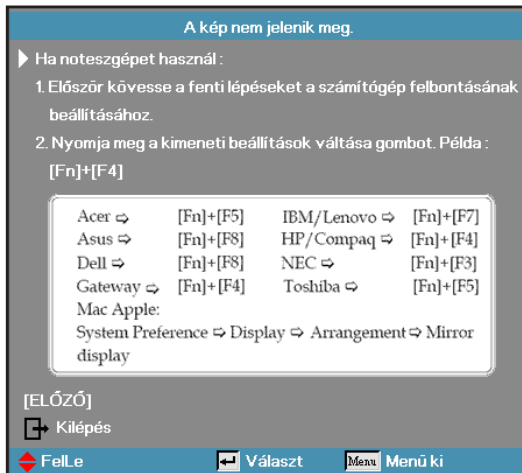 A kép nem jelenik meg.
Ha noteszgépet használ :
1. Először kövesse a fenti lépéseket a számítógép felbontásának
beállításához.
2. Nyomja meg a kimeneti beállítások váltása gombot. Példa :
[Fn]+[F4]
Acer ➪ [Fn]+[F5] IBM/Lenovo ➪ [Fn]+[F7]
Asus ➪ [Fn]+[F8] HP/Compaq ➪ [Fn]+[F4]
Dell ➪ [Fn]+[F8] NEC ➪ [Fn]+[F3]
Gateway ➪ [Fn]+[F4] Toshiba ➪ [Fn]+[F5]
Mac Apple:
System Preference ➪ Display ➪ Arrangement ➪ Mirror
display
[ELŐZŐ]
Kilépés
FelLe Választ Menu Menü ki